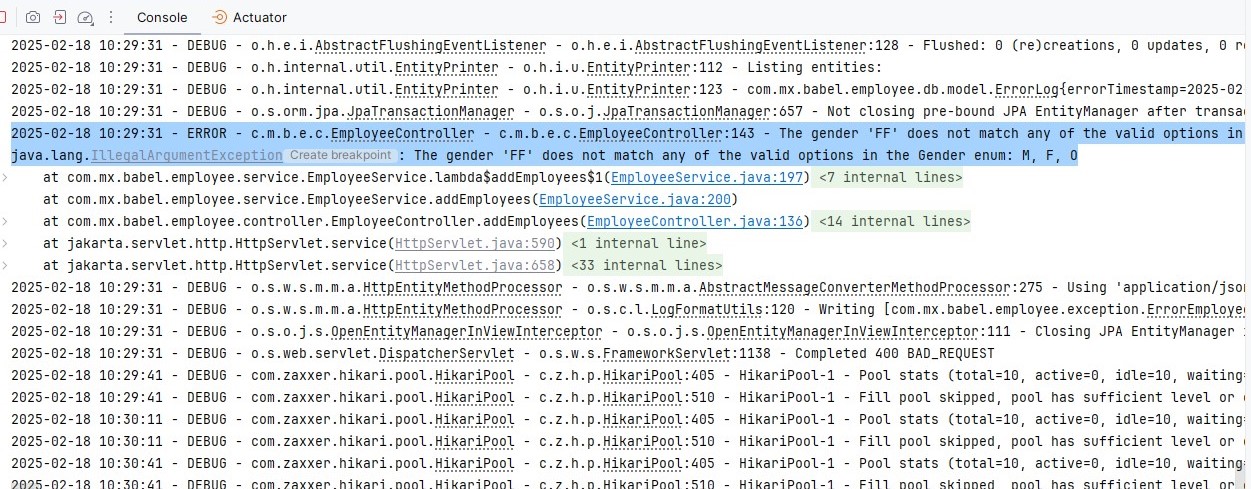 Console Actuator
2025-02-18 10:29:31 - DEBUG - o.h.e.i.AbstractFlushingEventListener - o.h.e.i.AbstractFlushingEventListener:128 - Flushed: 0 (re)creations, 0 updates, 0 r
2025-02-18 10:29:31 - DEBUG - o.h.internal.util.EntityPrinter - o.h.i.u.EntityPrinter:112 - Listing entities:
2025-02-18 10:29:31 - DEBUG - o.h.internal.util.EntityPrinter - o.h.i.u.EntityPrinter:123 - com.mx.babel.employee.db.model.ErrorLog{errorTimestamp=2025-02
2025-02-18 10:29:31 - DEBUG - o.s.orm.jpa.JpaTransactionManager - o.s.o.j.JpaTransactionManager:657 - Not closing pre-bound JPA EntityManager after transa
2025-02-18 10:29:31 - ERROR - c.m.b.e.c.EmployeeController - c.m.b.e.c.EmployeeController:143 - The gender 'FF' does not match any of the valid options in
java.lang.IllegalArgumentException Create breakpoint : The gender 'FF' does not match any of the valid options in the Gender enum: M, F, O
at com.mx.babel.employee.service.EmployeeService.lambda$addEmployees$1(EmployeeService.java:197) <7 internal lines>
at com.mx.babel.employee.service.EmployeeService.addEmployees(EmployeeService.java:200)
at com.mx.babel.employee.controller.EmployeeController.addEmployees(EmployeeController.java:136) <14 internal lines>
at jakarta.servlet.http.HttpServlet.service(HttpServlet.java:590) <1 internal line>
at jakarta.servlet.http.HttpServlet.service(HttpServlet.java:658) <33 internal lines>
2025-02-18 10:29:31 - DEBUG - o.s.w.s.m.m.a.HttpEntityMethodProcessor - o.s.w.s.m.m.a.AbstractMessageConverterMethodProcessor:275 - Using 'application/jso
2025-02-18 10:29:31 - DEBUG - o.s.w.s.m.m.a.HttpEntityMethodProcessor - o.s.c.l.LogFormatUtils:120 - Writing [com.mx.babel.employee.exception.ErrorEmploye
2025-02-18 10:29:31 - DEBUG - o.s.o.j.s.OpenEntityManagerInViewInterceptor - o.s.o.j.s.OpenEntityManagerInViewInterceptor:111 - Closing JPA EntityManager
2025-02-18 10:29:31 - DEBUG - o.s.web.servlet.DispatcherServlet - o.s.w.s.FrameworkServlet:1138 - Completed 400 BAD_REQUEST
2025-02-18 10:29:41 - DEBUG - com.zaxxer.hikari.pool.HikariPool - c.z.h.p.HikariPool:405 - HikariPool-1 - Pool stats (total=10, active=0, idle=10, waiting=
2025-02-18 10:29:41 - DEBUG - com.zaxxer.hikari.pool.HikariPool - c.z.h.p.HikariPool:510 - HikariPool-1 - Fill pool skipped, pool has sufficient level or
2025-02-18 10:30:11 - DEBUG - com.zaxxer.hikari.pool.HikariPool - c.z.h.p.HikariPool:405 - HikariPool-1 - Pool stats (total=10, active=0, idle=10, waiting=
2025-02-18 10:30:11 - DEBUG - com.zaxxer.hikari.pool.HikariPool - c.z.h.p.HikariPool:510 - HikariPool-1 - Fill pool skipped, pool has sufficient level or
2025-02-18 10:30:41 - DEBUG - com.zaxxer.hikari.pool.HikariPool - c.z.h.p.HikariPool:405 - HikariPool-1 - Pool stats (total=10, active=0, idle=10, waiting=
2025-02-18 10:30:41 - DEBUG - com.zaxxer.hikari.pool.HikariPool - c.z.h.p.HikariPool:510 - HikariPool-1 - Fill pool skipped, pool has sufficient level or